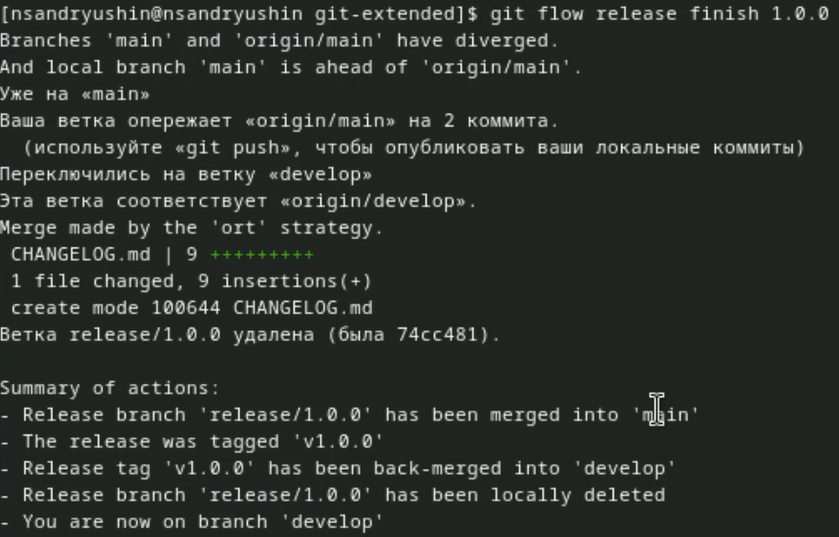 [nsandryushin@nsandryushin git-extended]$ git flow release finish 1.0.0
Branches 'main' and 'origin/main' have diverged.
And local branch 'main' is ahead of 'origin/main'.
Уже на «main»
Ваша ветка опережает «origin/main» на 2 коммита.
  (используйте «git push», чтобы опубликовать ваши локальные коммиты)
Переключились на ветку «develop»
Эта ветка соответствует «origin/develop».
Merge made by the 'ort' strategy.
 CHANGELOG.md | 9 +++++++++
 1 file changed, 9 insertions(+)
 create mode 100644 CHANGELOG.md
Ветка release/1.0.0 удалена (была 74cc481).

Summary of actions:
- Release branch 'release/1.0.0' has been merged into 'main'
- The release was tagged 'v1.0.0'
- Release tag 'v1.0.0' has been back-merged into 'develop'
- Release branch 'release/1.0.0' has been locally deleted
- You are now on branch 'develop'